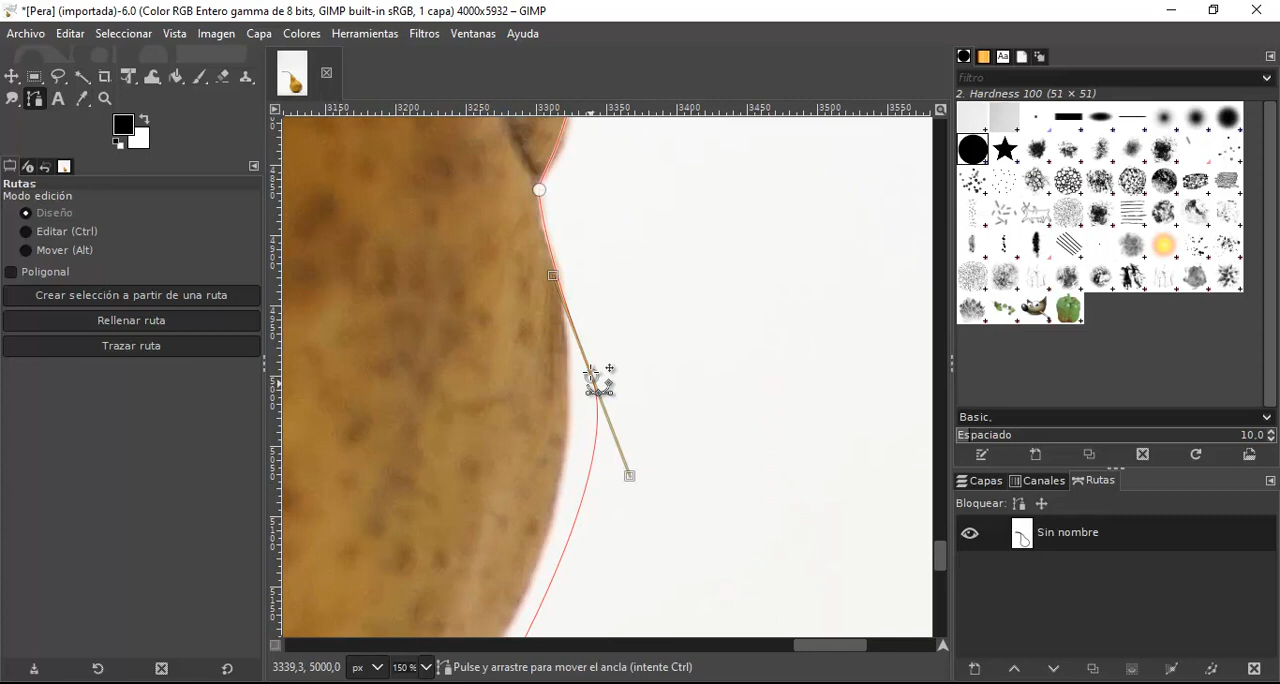 *[Pera] (importada)-6.0 (Color RGB Entero gamma de 8 bits, GIMP built-in sRGB, 1 capa) 4000x5932 – GIMP
Archivo Editar Seleccionar Vista Imagen Capa Colores Herramientas Filtros Ventanas Ayuda
3150 3200 3250 3300 3350 3400 3450 3500 3550
filtro
2. Hardness 100 (51 × 51)
Rutas
Modo edición
Diseño
Editar (Ctrl)
Mover (Alt)
Poligonal
Crear selección a partir de una ruta
Rellenar ruta
Trazar ruta
Basic,
Espaciado 10,0
Capas Canales Rutas
Bloquear:
Sin nombre
3339,3, 5000,0 px 150 % Pulse y arrastre para mover el ancla (intente Ctrl)